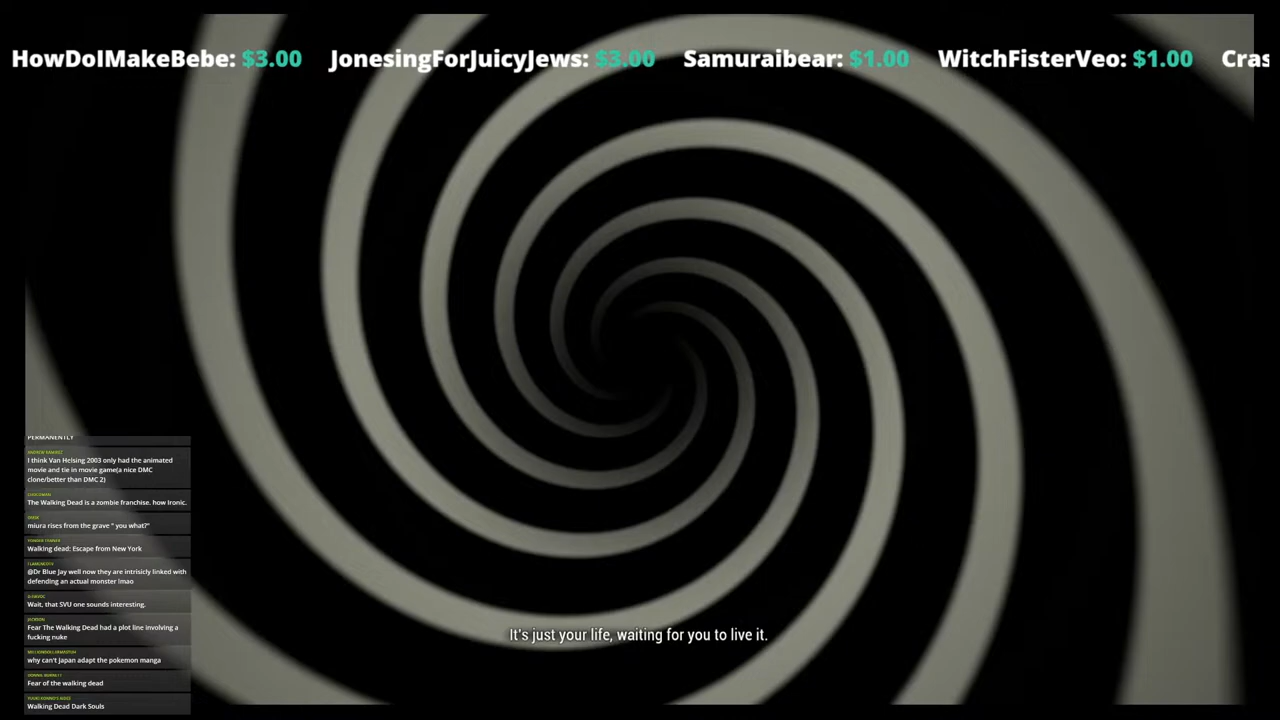 HowDoIMakeBebe: $3.00 JonesingForJuicyJews: $3.00 Samuraibear: $1.00 WitchFisterVeo: $1.00 Cras
PERMANENTLY
I think Van Helsing 2003 only had the animated
movie and tie in movie game(a nice DMC
clone/better than DMC 2)
The Walking Dead is a zombie franchise. how Ironic.
miura rises from the grave " you what?"
Walking dead: Escape from New York
@Dr Blue Jay well now they are intrisicly linked with
defending an actual monster lmao
Wait, that SVU one sounds interesting.
JACKSON
Fear The Walking Dead had a plot line involving a
fucking nuke
why can't Japan adapt the pokemon manga
Fear of the walking dead
Walking Dead Dark Souls
It's just your life, waiting for you to live it.